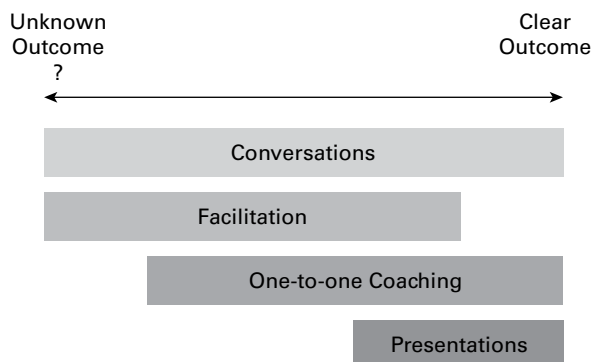 Unknown
Outcome
?
Clear
Outcome
Conversations
Facilitation
One-to-one Coaching
Presentations